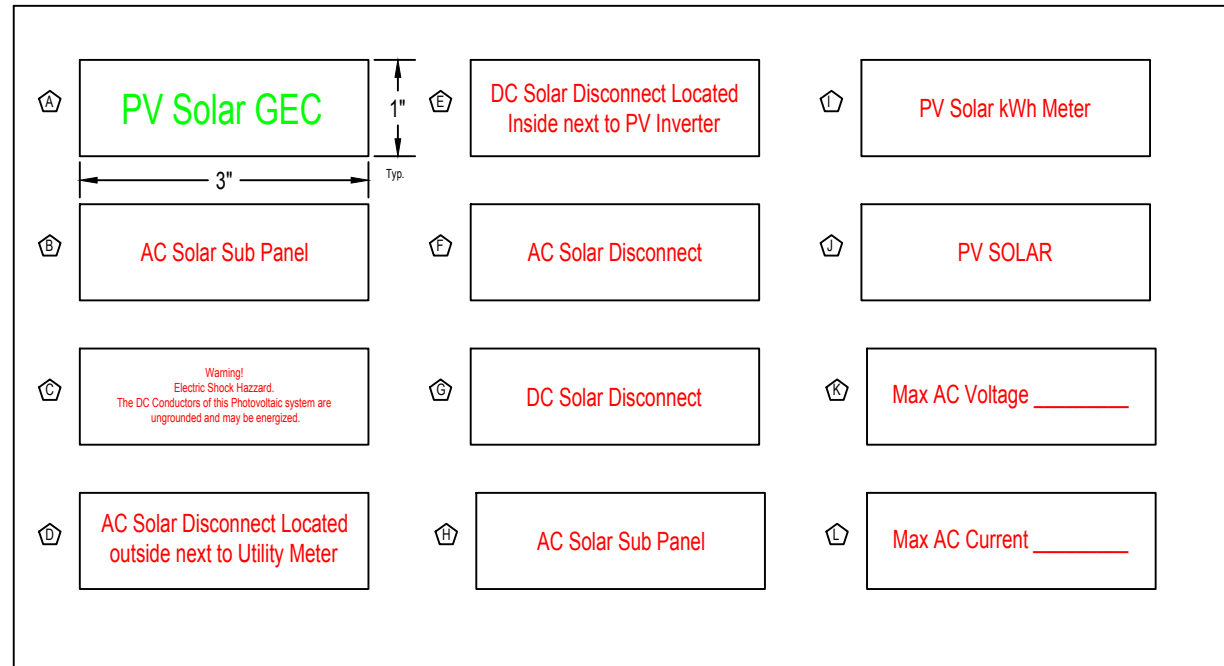 A
PV Solar GEC
1"
3"
Typ.
B
AC Solar Sub Panel
C
Warning!
Electric Shock Hazzard.
The DC Conductors of this Photovoltaic system are
ungrounded and may be energized.
D
AC Solar Disconnect Located
outside next to Utility Meter
E
DC Solar Disconnect Located
Inside next to PV Inverter
F
AC Solar Disconnect
G
DC Solar Disconnect
H
AC Solar Sub Panel
I
PV Solar kWh Meter
J
PV SOLAR
K
Max AC Voltage _________
L
Max AC Current _________